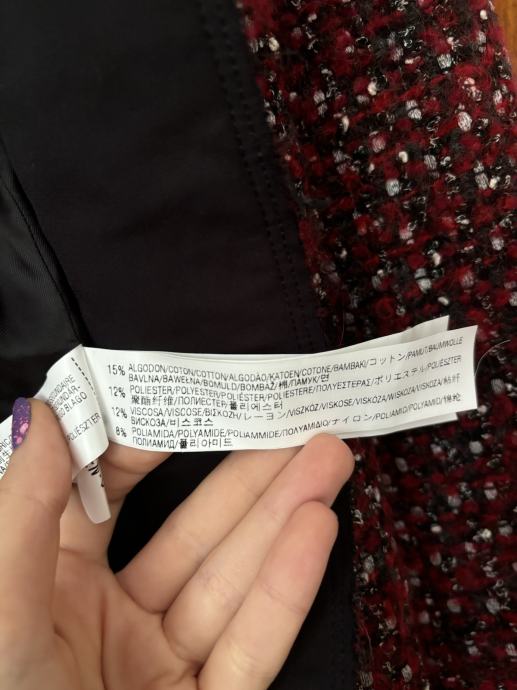 15% ALGODON/COTON/COTTON/ALGODÃO/KATOEN/COTONE/BAMBAKI/コットン/PAMUT/BAUMWOLLE
BAVLNA/BAWEŁNA/BOMULD/BOMBAŽ/棉/ПАМУК/면
12% POLIESTER/POLYESTER/POLIÉSTER/POLIESTERE/ΠΟΛΥΕΣΤΕΡΑΣ/ポリエステル/POLIÉSZTER
聚酯纤维/ПОЛИЕСТЕР/폴리에스터
12% VISCOSA/VISCOSE/ΒΙΣΚΟΖΗ/レーヨン/VISZKÓZ/VISKOSE/VISKÓZA/WISKOZA/VISKOZA/粘纤
ВИСКОЗА/비스코스
8% POLIAMIDA/POLYAMIDE/POLIAMMIDE/ΠΟΛΥΑΜΙΔΙΟ/ナイロン/POLIAMID/POLYAMID/锦纶
ПОЛИАМИД/폴리아미드